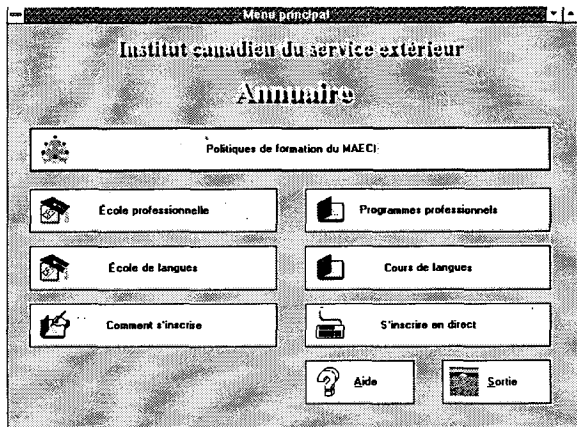 Menu principal
Institut canadien du service extérieur
Annuaire
Politiques de formation du MAECI
École professionnelle
Programmes professionnels
École de langues
Cours de langues
Comment s'inscrire
S'inscrire en direct
Aide
Sortie